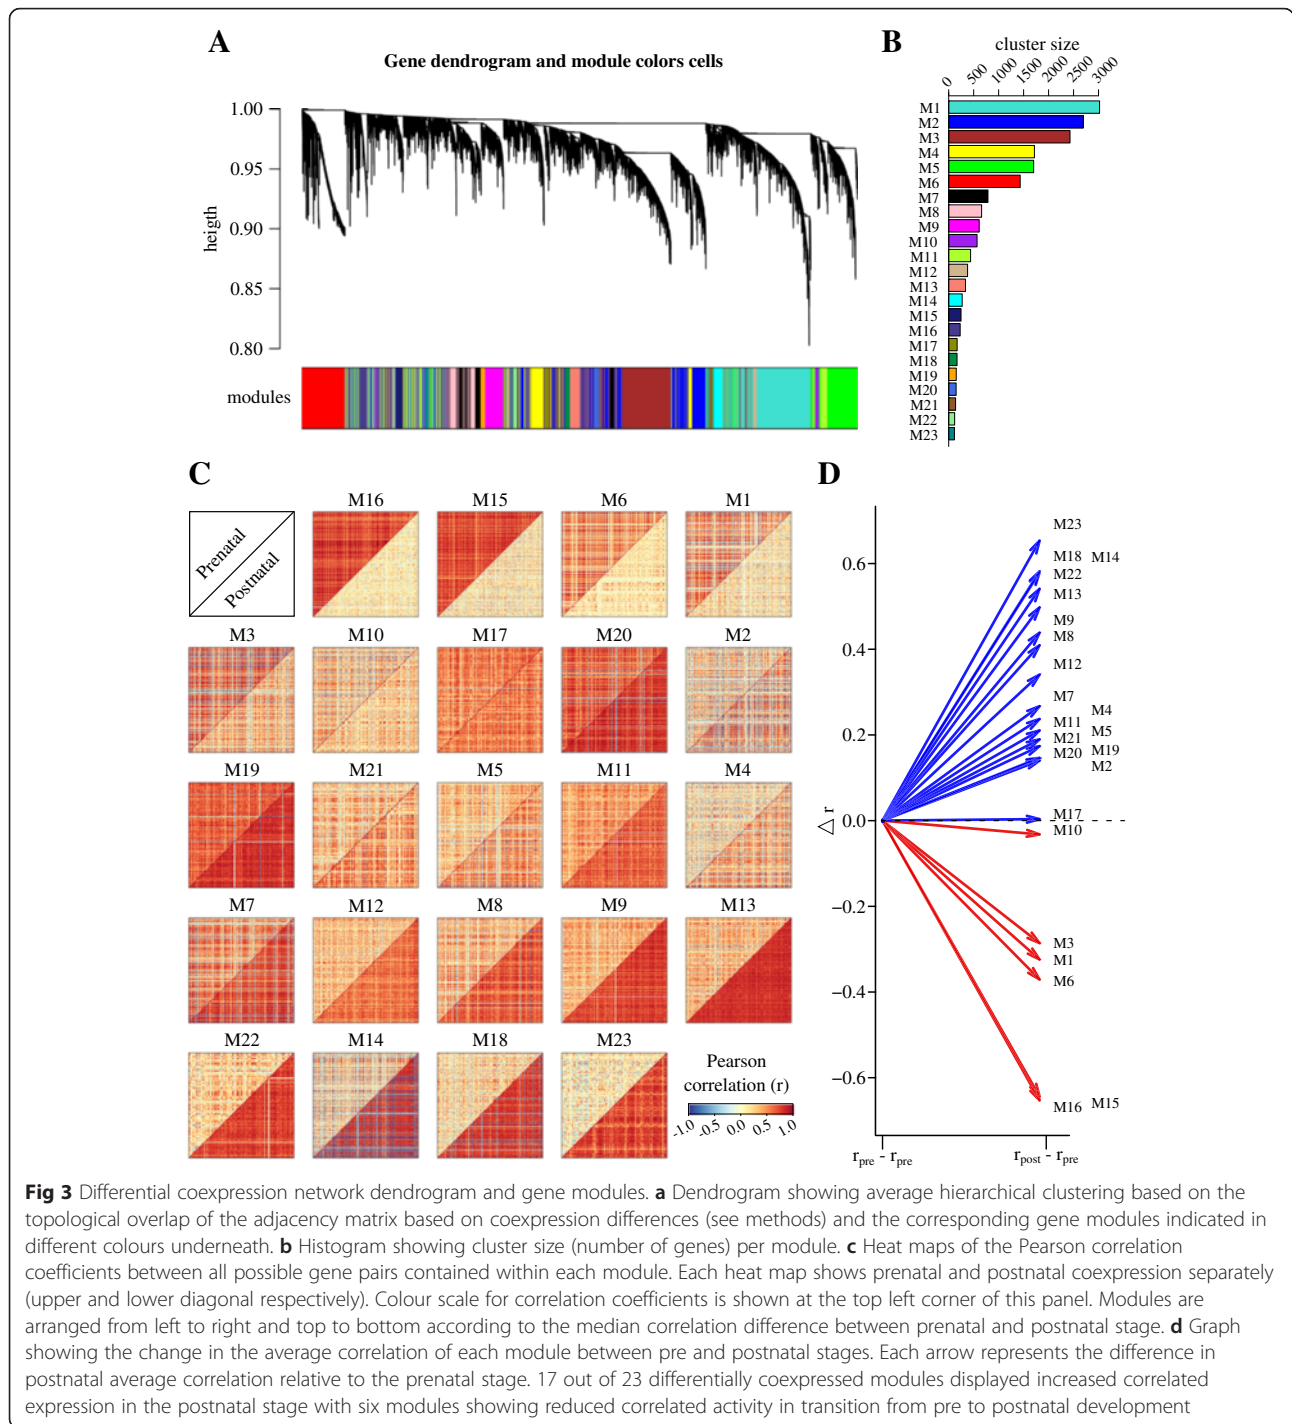 A
Gene dendrogram and module colors cells
heigth
1.00
0.95
0.90
0.85
0.80
modules
B
cluster size
0
500
1000
1500
2000
2500
3000
M1
M2
M3
M4
M5
M6
M7
M8
M9
M10
M11
M12
M13
M14
M15
M16
M17
M18
M19
M20
M21
M22
M23
C
Prenatal
Postnatal
M16 M15 M6 M1
M3 M10 M17 M20 M2
M19 M21 M5 M11 M4
M7 M12 M8 M9 M13
M22 M14 M18 M23
Pearson
correlation (r)
-1.0 -0.5 0.0 0.5 1.0
D
△ r
0.6
0.4
0.2
0.0
−0.2
−0.4
−0.6
M23
M18 M14
M22
M13
M9
M8
M12
M7
M4
M11
M5
M21
M19
M20
M2
M17
M10
M3
M1
M6
M16 M15
rpre - rpre
rpost - rpre
Fig 3 Differential coexpression network dendrogram and gene modules. a Dendrogram showing average hierarchical clustering based on the
topological overlap of the adjacency matrix based on coexpression differences (see methods) and the corresponding gene modules indicated in
different colours underneath. b Histogram showing cluster size (number of genes) per module. c Heat maps of the Pearson correlation
coefficients between all possible gene pairs contained within each module. Each heat map shows prenatal and postnatal coexpression separately
(upper and lower diagonal respectively). Colour scale for correlation coefficients is shown at the top left corner of this panel. Modules are
arranged from left to right and top to bottom according to the median correlation difference between prenatal and postnatal stage. d Graph
showing the change in the average correlation of each module between pre and postnatal stages. Each arrow represents the difference in
postnatal average correlation relative to the prenatal stage. 17 out of 23 differentially coexpressed modules displayed increased correlated
expression in the postnatal stage with six modules showing reduced correlated activity in transition from pre to postnatal development